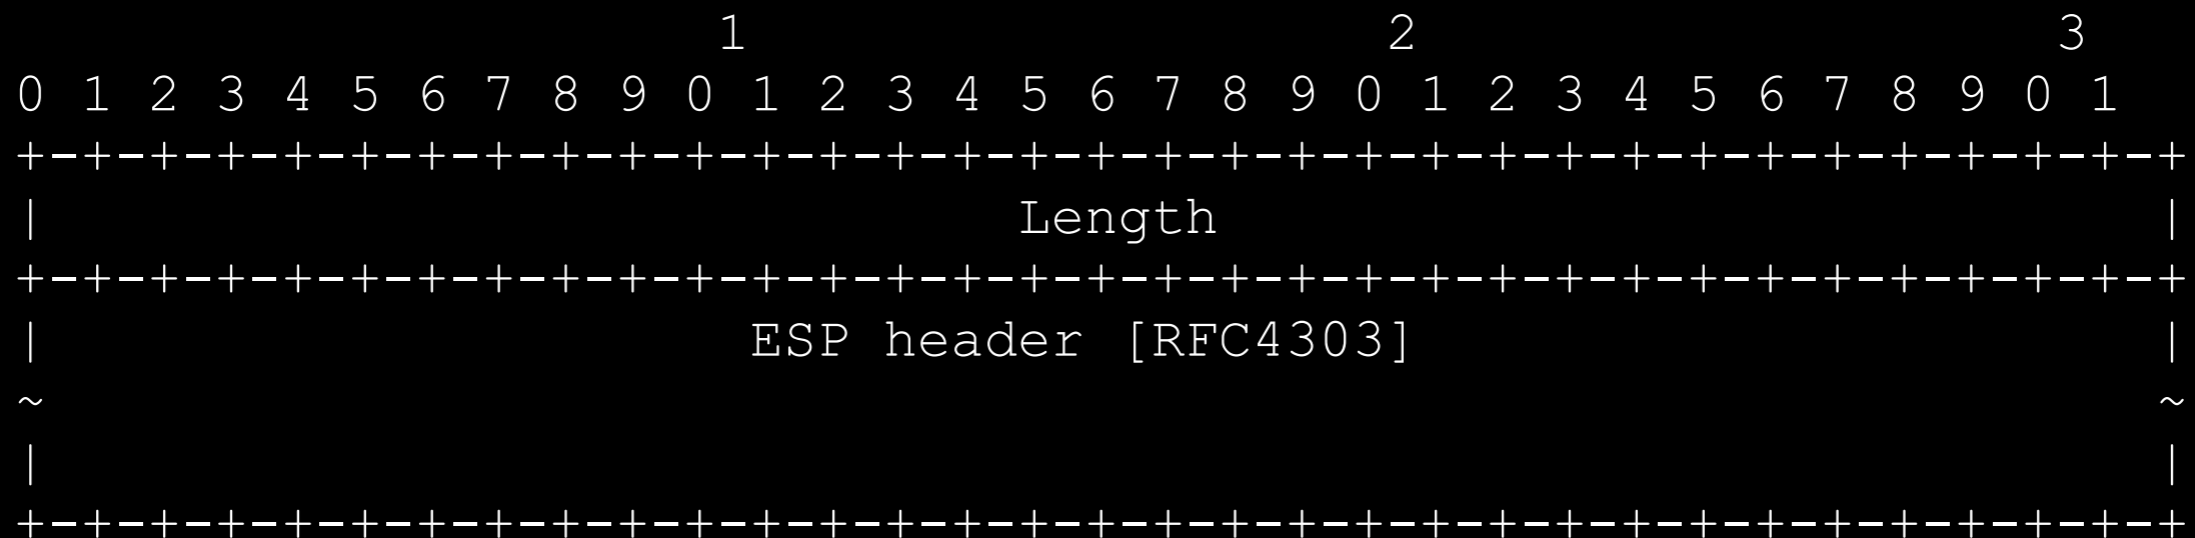 1                   2                   3
0 1 2 3 4 5 6 7 8 9 0 1 2 3 4 5 6 7 8 9 0 1 2 3 4 5 6 7 8 9 0 1
+-+-+-+-+-+-+-+-+-+-+-+-+-+-+-+-+-+-+-+-+-+-+-+-+-+-+-+-+-+-+-+-+
|                             Length                            |
+-+-+-+-+-+-+-+-+-+-+-+-+-+-+-+-+-+-+-+-+-+-+-+-+-+-+-+-+-+-+-+-+
|                     ESP header [RFC4303]                      |
~                                                               ~
|                                                               |
+-+-+-+-+-+-+-+-+-+-+-+-+-+-+-+-+-+-+-+-+-+-+-+-+-+-+-+-+-+-+-+-+